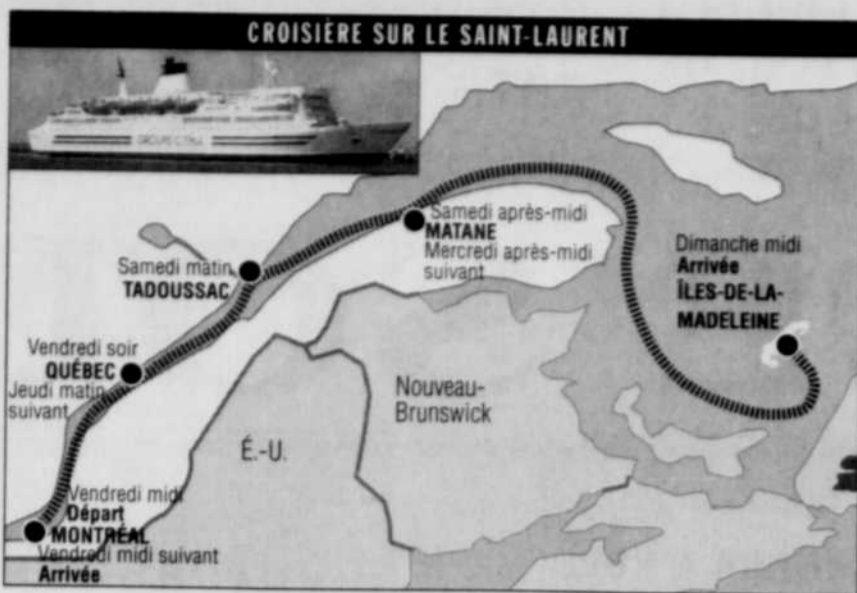 CROISIÈRE SUR LE SAINT-LAURENT
Samedi après-midi
MATANE
Mercredi après-midi
suivant
Dimanche midi
Arrivée
ÎLES-DE-LA-
MADELEINE
Samedi matin
TADOUSSAC
Vendredi soir
QUÉBEC
Jeudi matin
suivant
Nouveau-
Brunswick
É.-U.
Vendredi midi
Départ
MONTRÉAL
Vendredi midi suivant
Arrivée